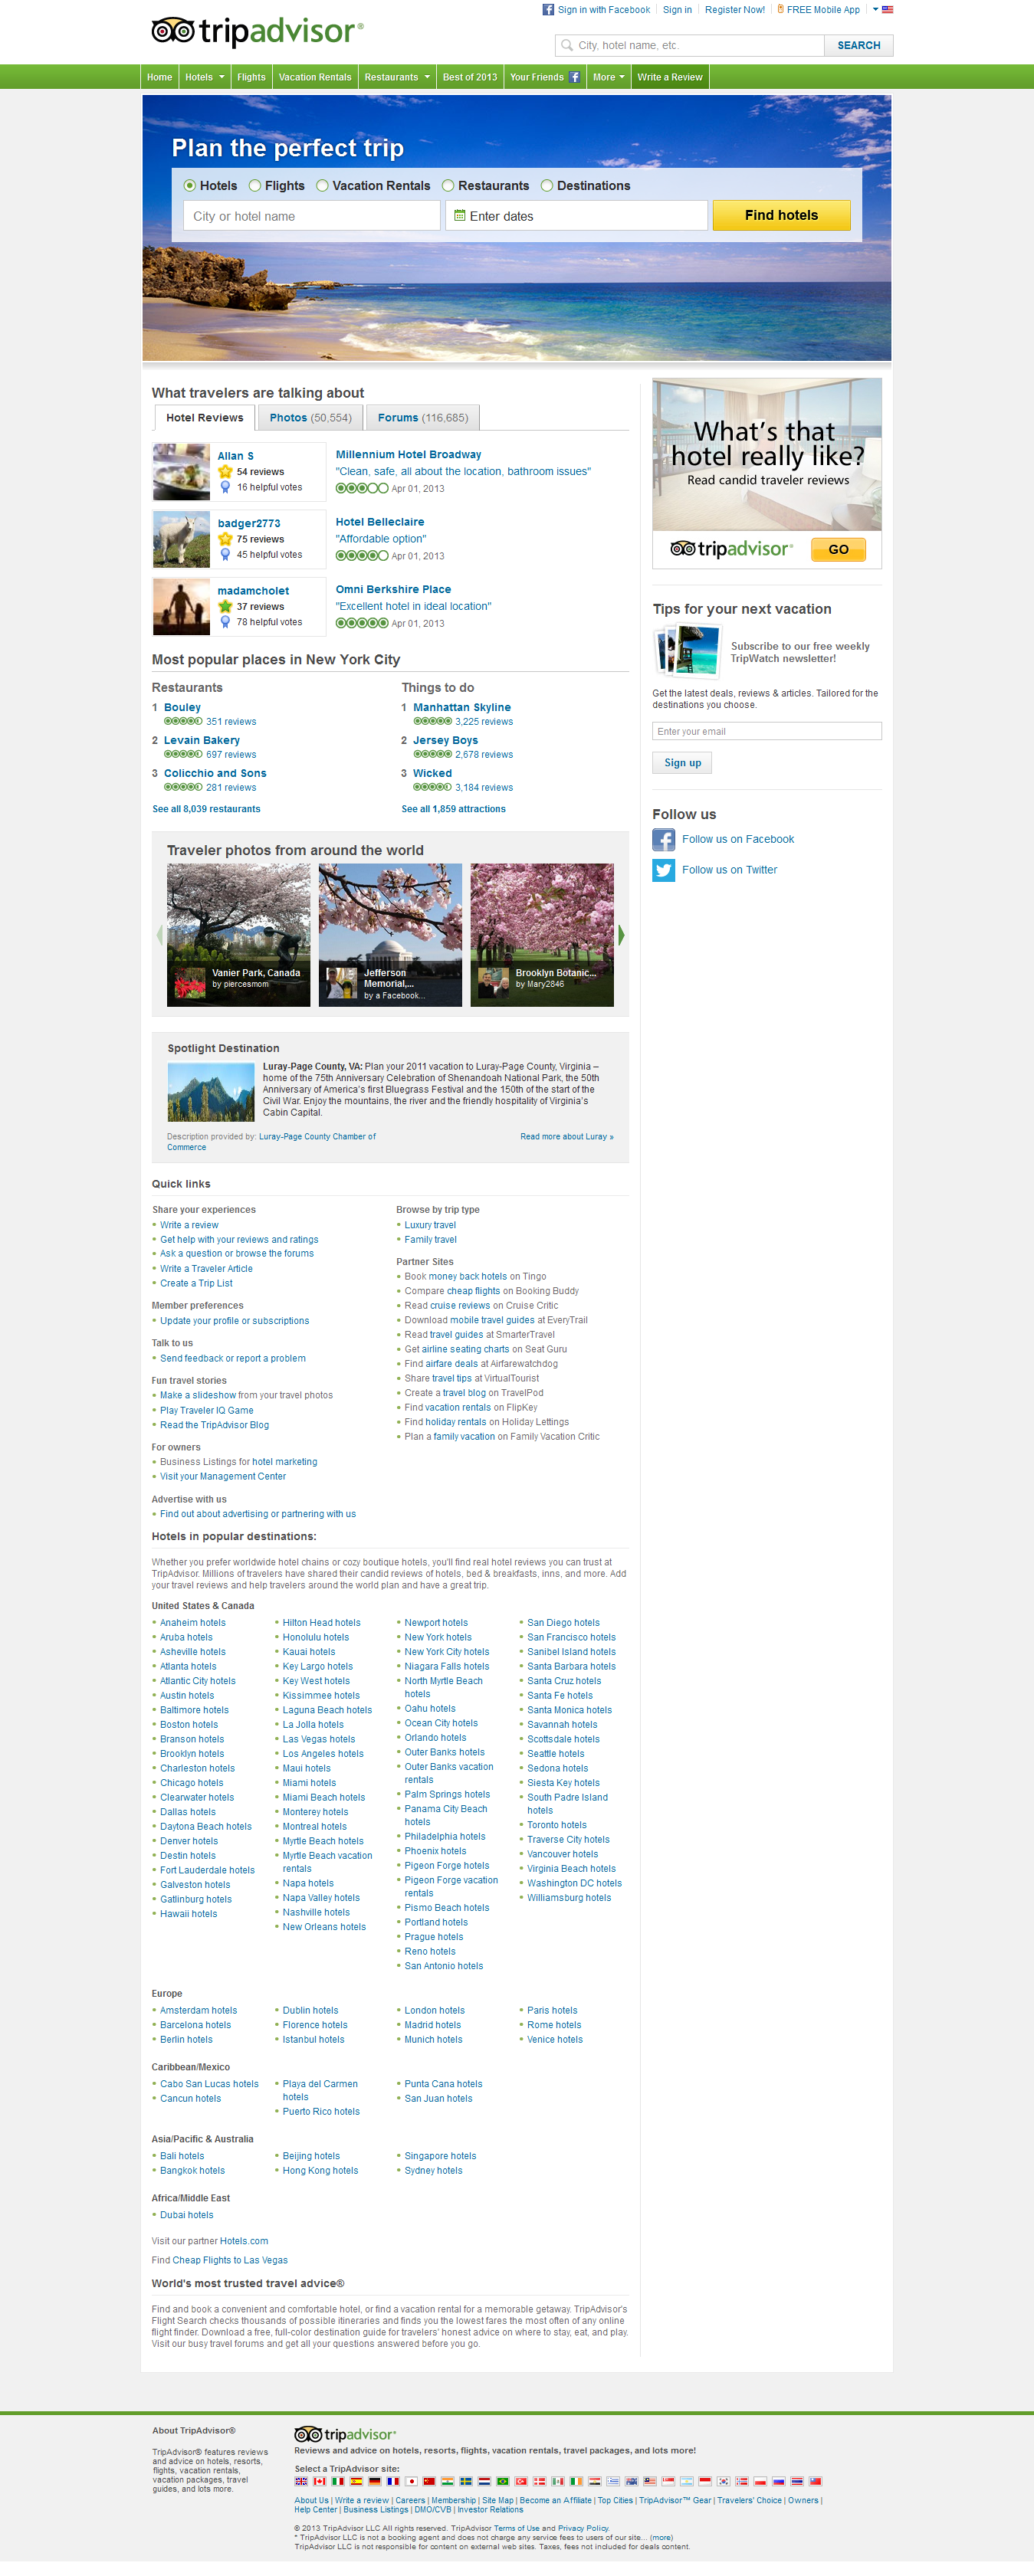 Sign in with Facebook Sign in Register Now! FREE Mobile App
tripadvisor®
City, hotel name, etc. SEARCH
Home Hotels Flights Vacation Rentals Restaurants Best of 2013 Your Friends More Write a Review
Plan the perfect trip
Hotels Flights Vacation Rentals Restaurants Destinations
City or hotel name Enter dates Find hotels
What travelers are talking about
Hotel Reviews Photos (50,554) Forums (116,685)
Allan S
54 reviews
16 helpful votes
Millennium Hotel Broadway
"Clean, safe, all about the location, bathroom issues"
Apr 01, 2013
badger2773
75 reviews
45 helpful votes
Hotel Belleclaire
"Affordable option"
Apr 01, 2013
madamcholet
37 reviews
78 helpful votes
Omni Berkshire Place
"Excellent hotel in ideal location"
Apr 01, 2013
Most popular places in New York City
Restaurants
1 Bouley
351 reviews
2 Levain Bakery
697 reviews
3 Colicchio and Sons
281 reviews
See all 8,039 restaurants
Things to do
1 Manhattan Skyline
3,225 reviews
2 Jersey Boys
2,678 reviews
3 Wicked
3,184 reviews
See all 1,859 attractions
Traveler photos from around the world
Vanier Park, Canada
by piercesmom
Jefferson
Memorial,...
by a Facebook...
Brooklyn Botanic...
by Mary2846
Spotlight Destination
Luray-Page County, VA: Plan your 2011 vacation to Luray-Page County, Virginia –
home of the 75th Anniversary Celebration of Shenandoah National Park, the 50th
Anniversary of America's first Bluegrass Festival and the 150th of the start of the
Civil War. Enjoy the mountains, the river and the friendly hospitality of Virginia's
Cabin Capital.
Description provided by: Luray-Page County Chamber of
Commerce
Read more about Luray »
What's that
hotel really like?
Read candid traveler reviews
tripadvisor® GO
Tips for your next vacation
Subscribe to our free weekly
TripWatch newsletter!
Get the latest deals, reviews & articles. Tailored for the
destinations you choose.
Enter your email
Sign up
Follow us
Follow us on Facebook
Follow us on Twitter
Quick links
Share your experiences
Write a review
Get help with your reviews and ratings
Ask a question or browse the forums
Write a Traveler Article
Create a Trip List
Member preferences
Update your profile or subscriptions
Talk to us
Send feedback or report a problem
Fun travel stories
Make a slideshow from your travel photos
Play Traveler IQ Game
Read the TripAdvisor Blog
For owners
Business Listings for hotel marketing
Visit your Management Center
Advertise with us
Find out about advertising or partnering with us
Browse by trip type
Luxury travel
Family travel
Partner Sites
Book money back hotels on Tingo
Compare cheap flights on Booking Buddy
Read cruise reviews on Cruise Critic
Download mobile travel guides at EveryTrail
Read travel guides at SmarterTravel
Get airline seating charts on Seat Guru
Find airfare deals at Airfarewatchdog
Share travel tips at VirtualTourist
Create a travel blog on TravelPod
Find vacation rentals on FlipKey
Find holiday rentals on Holiday Lettings
Plan a family vacation on Family Vacation Critic
Hotels in popular destinations:
Whether you prefer worldwide hotel chains or cozy boutique hotels, you'll find real hotel reviews you can trust at
TripAdvisor. Millions of travelers have shared their candid reviews of hotels, bed & breakfasts, inns, and more. Add
your travel reviews and help travelers around the world plan and have a great trip.
United States & Canada
Anaheim hotels
Aruba hotels
Asheville hotels
Atlanta hotels
Atlantic City hotels
Austin hotels
Baltimore hotels
Boston hotels
Branson hotels
Brooklyn hotels
Charleston hotels
Chicago hotels
Clearwater hotels
Dallas hotels
Daytona Beach hotels
Denver hotels
Destin hotels
Fort Lauderdale hotels
Galveston hotels
Gatlinburg hotels
Hawaii hotels
Hilton Head hotels
Honolulu hotels
Kauai hotels
Key Largo hotels
Key West hotels
Kissimmee hotels
Laguna Beach hotels
La Jolla hotels
Las Vegas hotels
Los Angeles hotels
Maui hotels
Miami hotels
Miami Beach hotels
Monterey hotels
Montreal hotels
Myrtle Beach hotels
Myrtle Beach vacation
rentals
Napa hotels
Napa Valley hotels
Nashville hotels
New Orleans hotels
Newport hotels
New York hotels
New York City hotels
Niagara Falls hotels
North Myrtle Beach
hotels
Oahu hotels
Ocean City hotels
Orlando hotels
Outer Banks hotels
Outer Banks vacation
rentals
Palm Springs hotels
Panama City Beach
hotels
Philadelphia hotels
Phoenix hotels
Pigeon Forge hotels
Pigeon Forge vacation
rentals
Pismo Beach hotels
Portland hotels
Prague hotels
Reno hotels
San Antonio hotels
San Diego hotels
San Francisco hotels
Sanibel Island hotels
Santa Barbara hotels
Santa Cruz hotels
Santa Fe hotels
Santa Monica hotels
Savannah hotels
Scottsdale hotels
Seattle hotels
Sedona hotels
Siesta Key hotels
South Padre Island
hotels
Toronto hotels
Traverse City hotels
Vancouver hotels
Virginia Beach hotels
Washington DC hotels
Williamsburg hotels
Europe
Amsterdam hotels
Barcelona hotels
Berlin hotels
Dublin hotels
Florence hotels
Istanbul hotels
London hotels
Madrid hotels
Munich hotels
Paris hotels
Rome hotels
Venice hotels
Caribbean/Mexico
Cabo San Lucas hotels
Cancun hotels
Playa del Carmen
hotels
Puerto Rico hotels
Punta Cana hotels
San Juan hotels
Asia/Pacific & Australia
Bali hotels
Bangkok hotels
Beijing hotels
Hong Kong hotels
Singapore hotels
Sydney hotels
Africa/Middle East
Dubai hotels
Visit our partner Hotels.com
Find Cheap Flights to Las Vegas
World's most trusted travel advice®
Find and book a convenient and comfortable hotel, or find a vacation rental for a memorable getaway. TripAdvisor's
Flight Search checks thousands of possible itineraries and finds you the lowest fares the most often of any online
flight finder. Download a free, full-color destination guide for travelers' honest advice on where to stay, eat, and play.
Visit our busy travel forums and get all your questions answered before you go.
About TripAdvisor®
TripAdvisor® features reviews
and advice on hotels, resorts,
flights, vacation rentals,
vacation packages, travel
guides, and lots more.
tripadvisor®
Reviews and advice on hotels, resorts, flights, vacation rentals, travel packages, and lots more!
Select a TripAdvisor site:
About Us | Write a review | Careers | Membership | Site Map | Become an Affiliate | Top Cities | TripAdvisor™ Gear | Travelers' Choice | Owners |
Help Center | Business Listings | DMO/CVB | Investor Relations
© 2013 TripAdvisor LLC All rights reserved. TripAdvisor Terms of Use and Privacy Policy.
* TripAdvisor LLC is not a booking agent and does not charge any service fees to users of our site... (more)
TripAdvisor LLC is not responsible for content on external web sites. Taxes, fees not included for deals content.